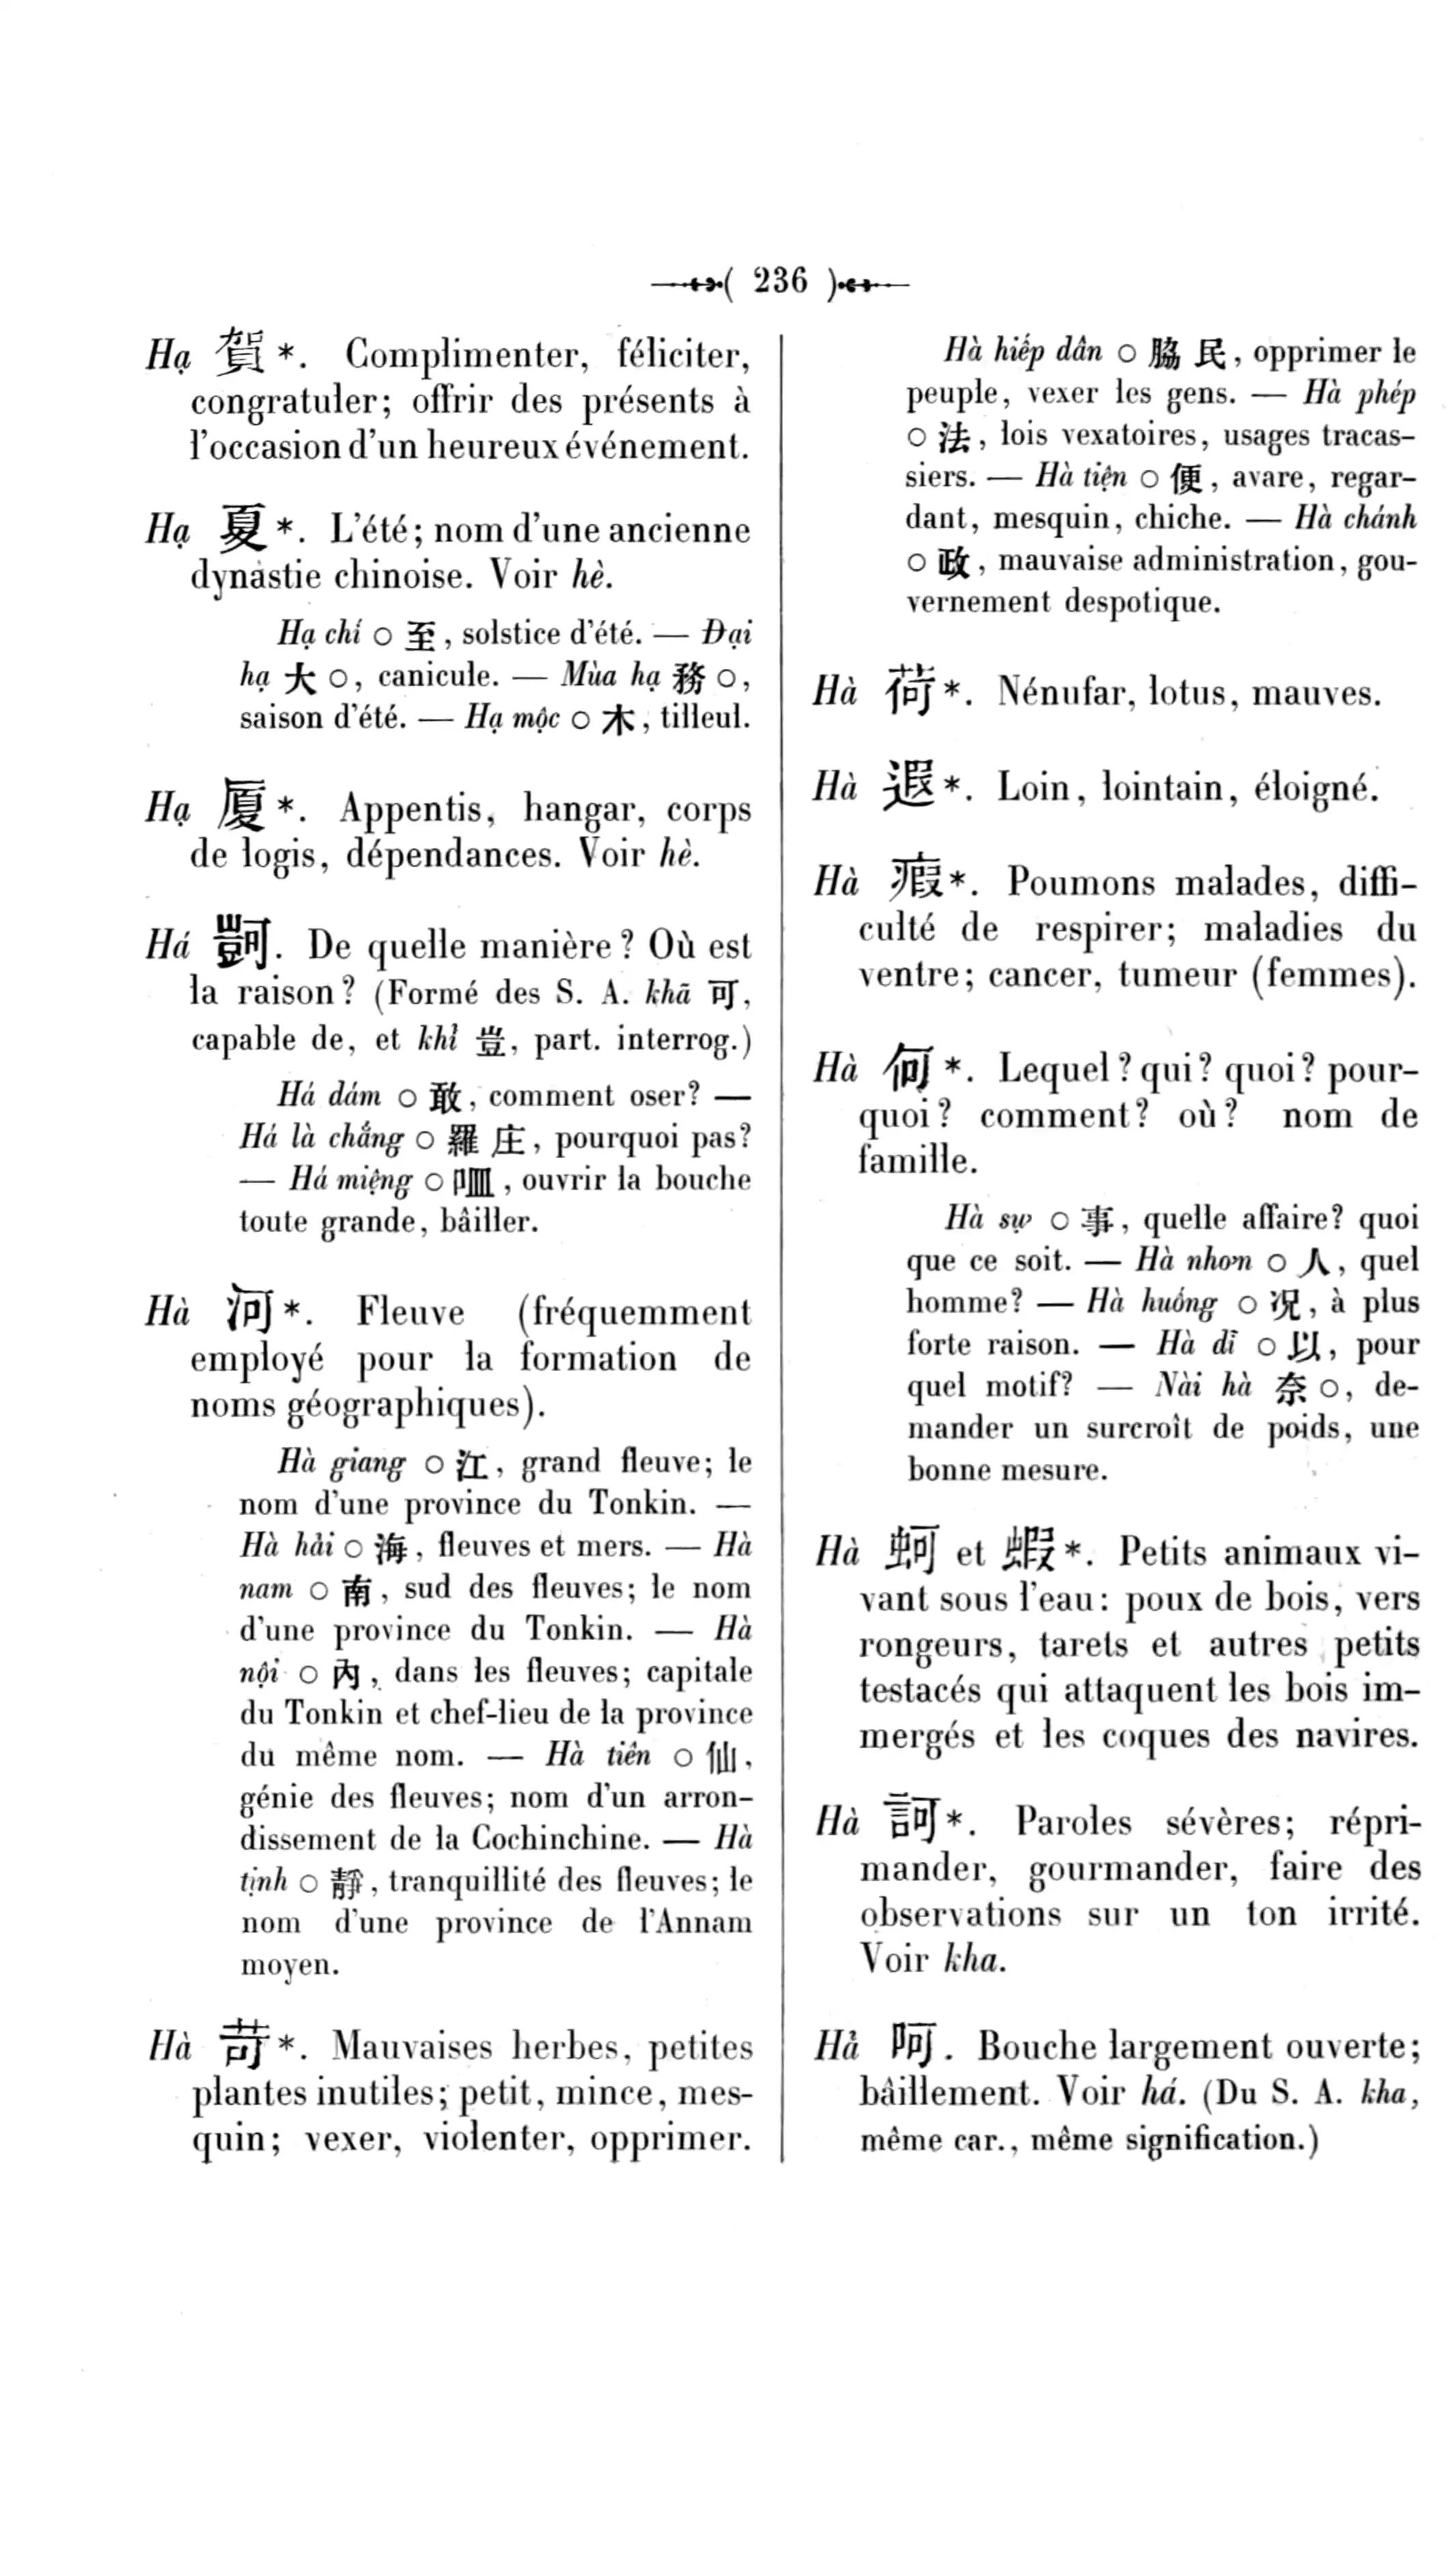 ( 236 )
Hạ 賀 *. Complimenter, féliciter,
congratuler; offrir des présents à
l'occasion d'un heureux événement.
Hạ 夏 *. L'été; nom d'une ancienne
dynastie chinoise. Voir hè.
Hạ chí ○ 至, solstice d'été. — Đại
hạ 大 ○, canicule. — Mùa hạ 務 ○,
saison d'été. — Hạ mộc ○ 木, tilleul.
Hạ 厦 *. Appentis, hangar, corps
de logis, dépendances. Voir hè.
Há . De quelle manière? Où est
la raison? (Formé des S. A. khã 可,
capable de, et khỉ 豈, part. interrog.)
Há dám ○ 敢, comment oser? —
Há là chẳng ○ 羅 庄, pourquoi pas?
— Há miệng ○ 𠰘, ouvrir la bouche
toute grande, bâiller.
Hà 河 *. Fleuve (fréquemment
employé pour la formation de
noms géographiques).
Hà giang ○ 江, grand fleuve; le
nom d'une province du Tonkin. —
Hà hải ○ 海, fleuves et mers. — Hà
nam ○ 南, sud des fleuves; le nom
d'une province du Tonkin. — Hà
nội ○ 內, dans les fleuves; capitale
du Tonkin et chef-lieu de la province
du même nom. — Hà tiên ○ 仙,
génie des fleuves; nom d'un arron-
dissement de la Cochinchine. — Hà
tịnh ○ 靜, tranquillité des fleuves; le
nom d'une province de l'Annam
moyen.
Hà 苛 *. Mauvaises herbes, petites
plantes inutiles; petit, mince, mes-
quin; vexer, violenter, opprimer.
Hà hiếp dân ○ 脇 民, opprimer le
peuple, vexer les gens. — Hà phép
○ 法, lois vexatoires, usages tracas-
siers. — Hà tiện ○ 便, avare, regar-
dant, mesquin, chiche. — Hà chánh
○ 政, mauvaise administration, gou-
vernement despotique.
Hà 荷 *. Nénufar, lotus, mauves.
Hà 遐 *. Loin, lointain, éloigné.
Hà 瘕 *. Poumons malades, diffi-
culté de respirer; maladies du
ventre; cancer, tumeur (femmes).
Hà 何 *. Lequel? qui? quoi? pour-
quoi? comment? où? nom de
famille.
Hà sự ○ 事, quelle affaire? quoi
que ce soit. — Hà nhơn ○ 人, quel
homme? — Hà huống ○ 況, à plus
forte raison. — Hà dĩ ○ 以, pour
quel motif? — Nài hà 奈 ○, de-
mander un surcroît de poids, une
bonne mesure.
Hà 蚵 et 蝦 *. Petits animaux vi-
vant sous l'eau: poux de bois, vers
rongeurs, tarets et autres petits
testacés qui attaquent les bois im-
mergés et les coques des navires.
Hà 訶 *. Paroles sévères; répri-
mander, gourmander, faire des
observations sur un ton irrité.
Voir kha.
Hả 呵. Bouche largement ouverte;
bâillement. Voir há. (Du S. A. kha,
même car., même signification.)